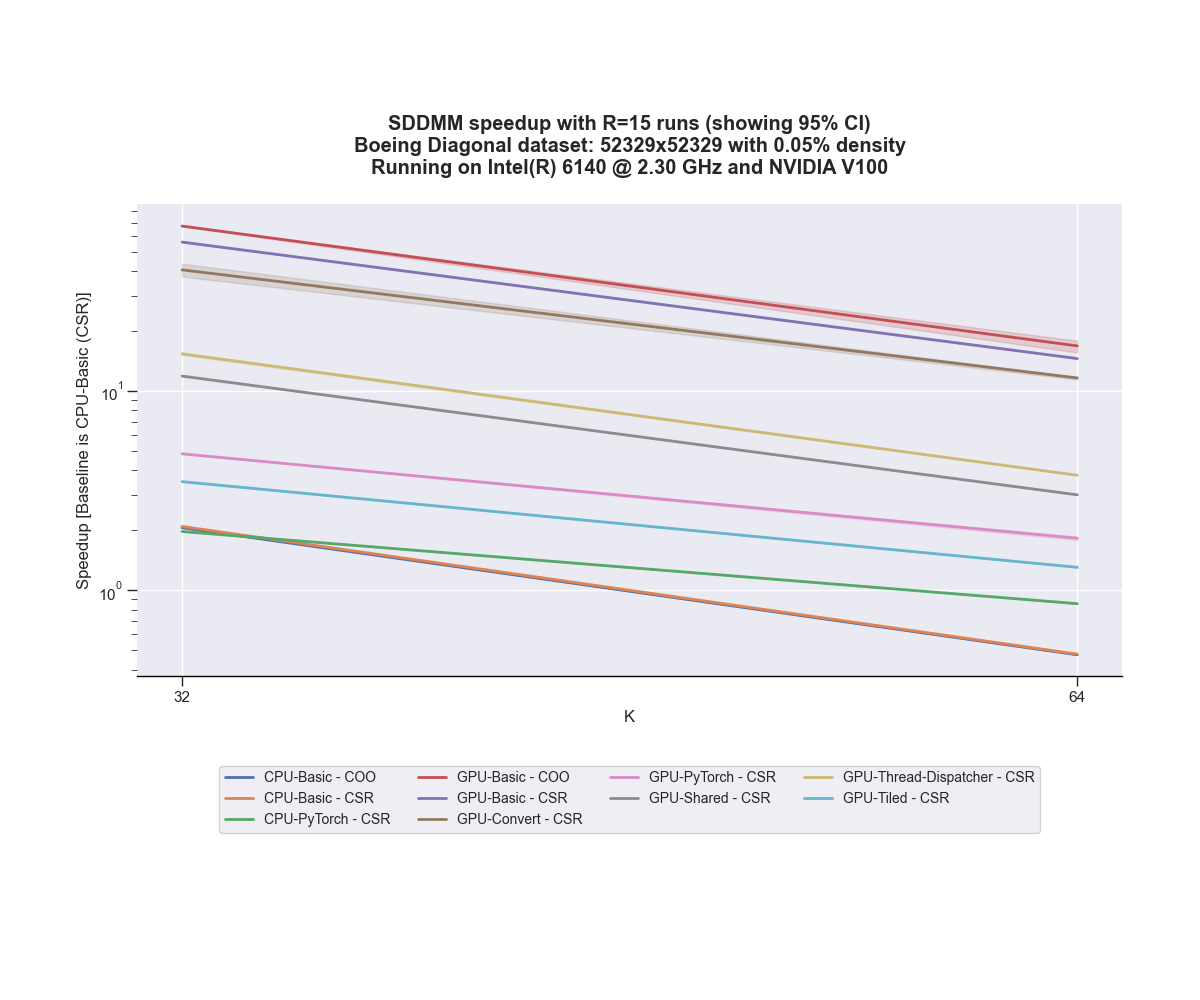 SDDMM speedup with R=15 runs (showing 95% CI)
Boeing Diagonal dataset: 52329x52329 with 0.05% density
Running on Intel(R) 6140 @ 2.30 GHz and NVIDIA V100
Speedup [Baseline is CPU-Basic (CSR)]
10^1
10^0
32
64
K
CPU-Basic - COO
CPU-Basic - CSR
CPU-PyTorch - CSR
GPU-Basic - COO
GPU-Basic - CSR
GPU-Convert - CSR
GPU-PyTorch - CSR
GPU-Shared - CSR
GPU-Thread-Dispatcher - CSR
GPU-Tiled - CSR